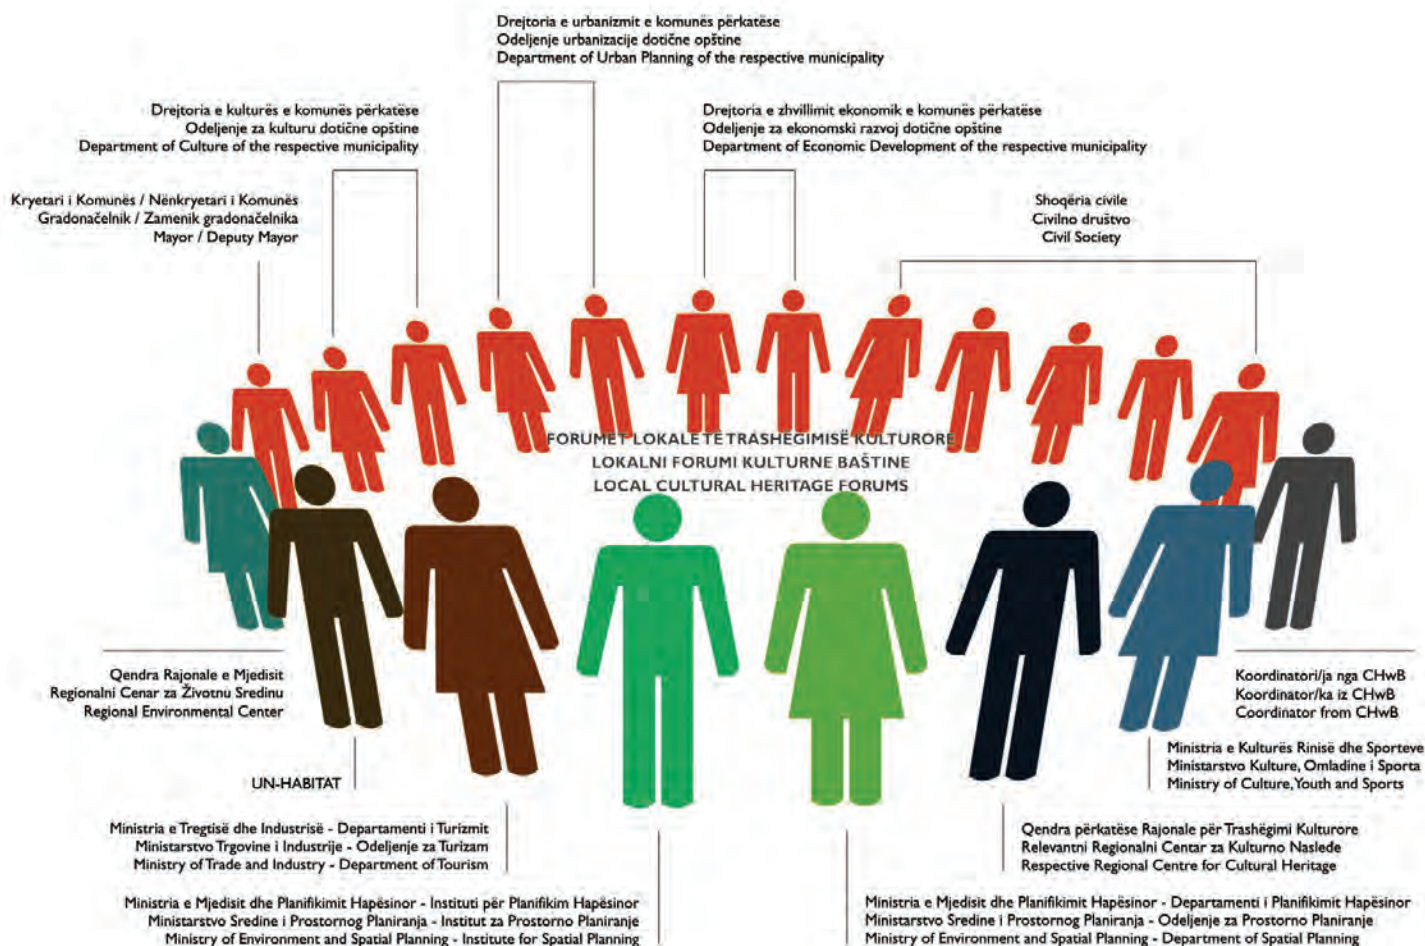 Drejtoria e urbanizmit e komunës përkatëse
Odeljenje urbanizacije dotične opštine
Department of Urban Planning of the respective municipality
Drejtoria e kulturës e komunës përkatëse
Odeljenje za kulturu dotične opštine
Department of Culture of the respective municipality
Drejtoria e zhvillimit ekonomik e komunës përkatëse
Odeljenje za ekonomski razvoj dotične opštine
Department of Economic Development of the respective municipality
Kryetari i Komunës / Nënkryetari i Komunës
Gradonačelnik / Zamenik gradonačelnika
Mayor / Deputy Mayor
Shoqëria civile
Civilno društvo
Civil Society
FORUMET LOKALE TË TRASHËGIMISË KULTURORE
LOKALNI FORUMI KULTURNE BAŠTINE
LOCAL CULTURAL HERITAGE FORUMS
Qendra Rajonale e Mjedisit
Regionalni Cenar za Životnu Sredinu
Regional Environmental Center
Koordinatori/ja nga CHwB
Koordinator/ka iz CHwB
Coordinator from CHwB
UN-HABITAT
Ministria e Kulturës Rinisë dhe Sporteve
Ministarstvo Kulture, Omladine i Sporta
Ministry of Culture, Youth and Sports
Ministria e Tregtisë dhe Industrisë - Departamenti i Turizmit
Ministarstvo Trgovine i Industrije - Odeljenje za Turizam
Ministry of Trade and Industry - Department of Tourism
Qendra përkatëse Rajonale për Trashëgimi Kulturore
Relevantni Regionalni Centar za Kulturno Naslede
Respective Regional Centre for Cultural Heritage
Ministria e Mjedisit dhe Planifikimit Hapësinor - Instituti për Planifikim Hapësinor
Ministarstvo Sredine i Prostornog Planiranja - Institut za Prostorno Planiranje
Ministry of Environment and Spatial Planning - Institute for Spatial Planning
Ministria e Mjedisit dhe Planifikimit Hapësinor - Departamenti i Planifikimit Hapësinor
Ministarstvo Sredine i Prostornog Planiranja - Odeljenje za Prostorno Planiranje
Ministry of Environment and Spatial Planning - Department of Spatial Planning